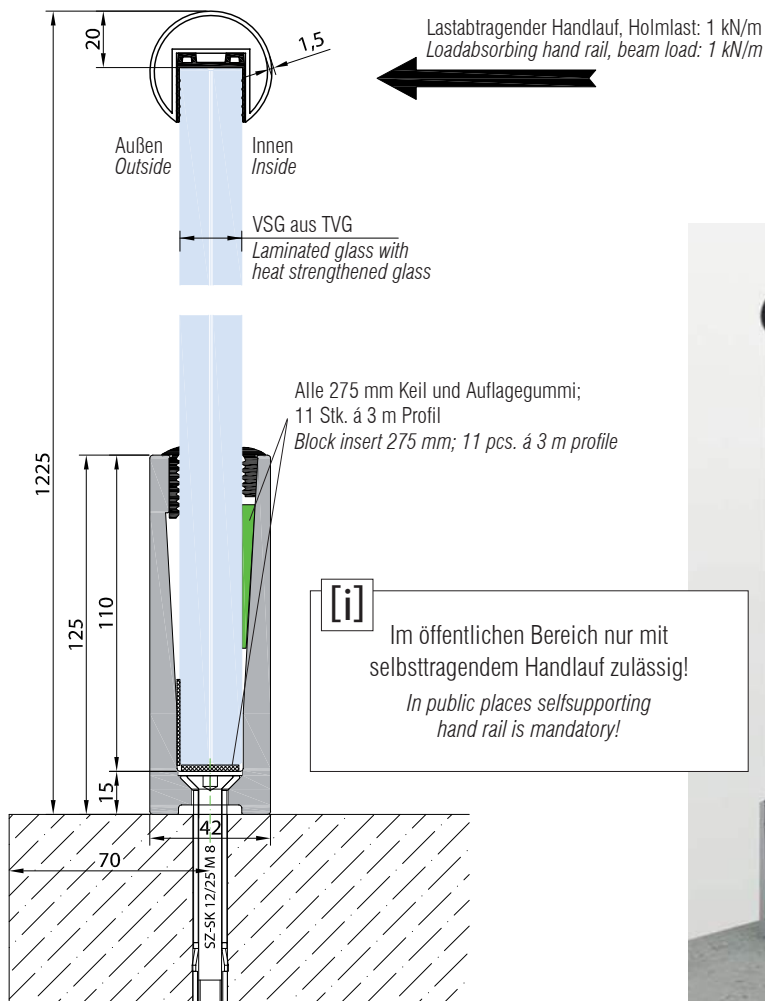 20
1,5
Lastabtragender Handlauf, Holmlast: 1 kN/m
Loadabsorbing hand rail, beam load: 1 kN/m
Außen
Outside
Innen
Inside
VSG aus TVG
Laminated glass with
heat strengthened glass
Alle 275 mm Keil und Auflagegummi;
11 Stk. á 3 m Profil
Block insert 275 mm; 11 pcs. á 3 m profile
1225
125
110
15
[i]
Im öffentlichen Bereich nur mit
selbsttragendem Handlauf zulässig!
In public places selfsupporting
hand rail is mandatory!
42
70
SZ-SK 12/25 M 8